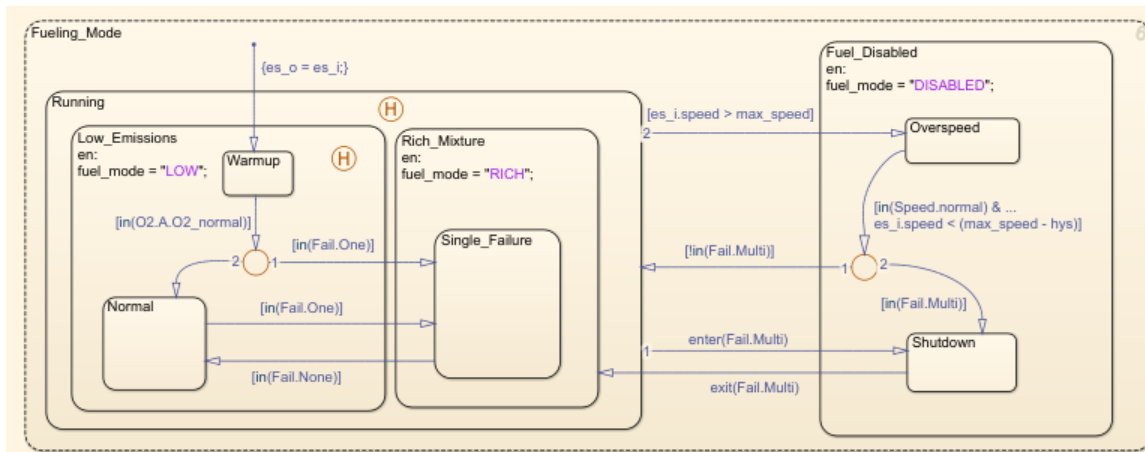 Fueling_Mode
6
{es_o = es_i;}
Running
H
Low_Emissions
en:
fuel_mode = "LOW";
H
Warmup
[in(O2.A.O2_normal)]
2
1
[in(Fail.One)]
Normal
[in(Fail.One)]
[in(Fail.None)]
Rich_Mixture
en:
fuel_mode = "RICH";
Single_Failure
[es_i.speed > max_speed]
2
[!in(Fail.Multi)]
1
enter(Fail.Multi)
exit(Fail.Multi)
Fuel_Disabled
en:
fuel_mode = "DISABLED";
Overspeed
[in(Speed.normal) & ...
es_i.speed < (max_speed - hys)]
1
2
[in(Fail.Multi)]
Shutdown